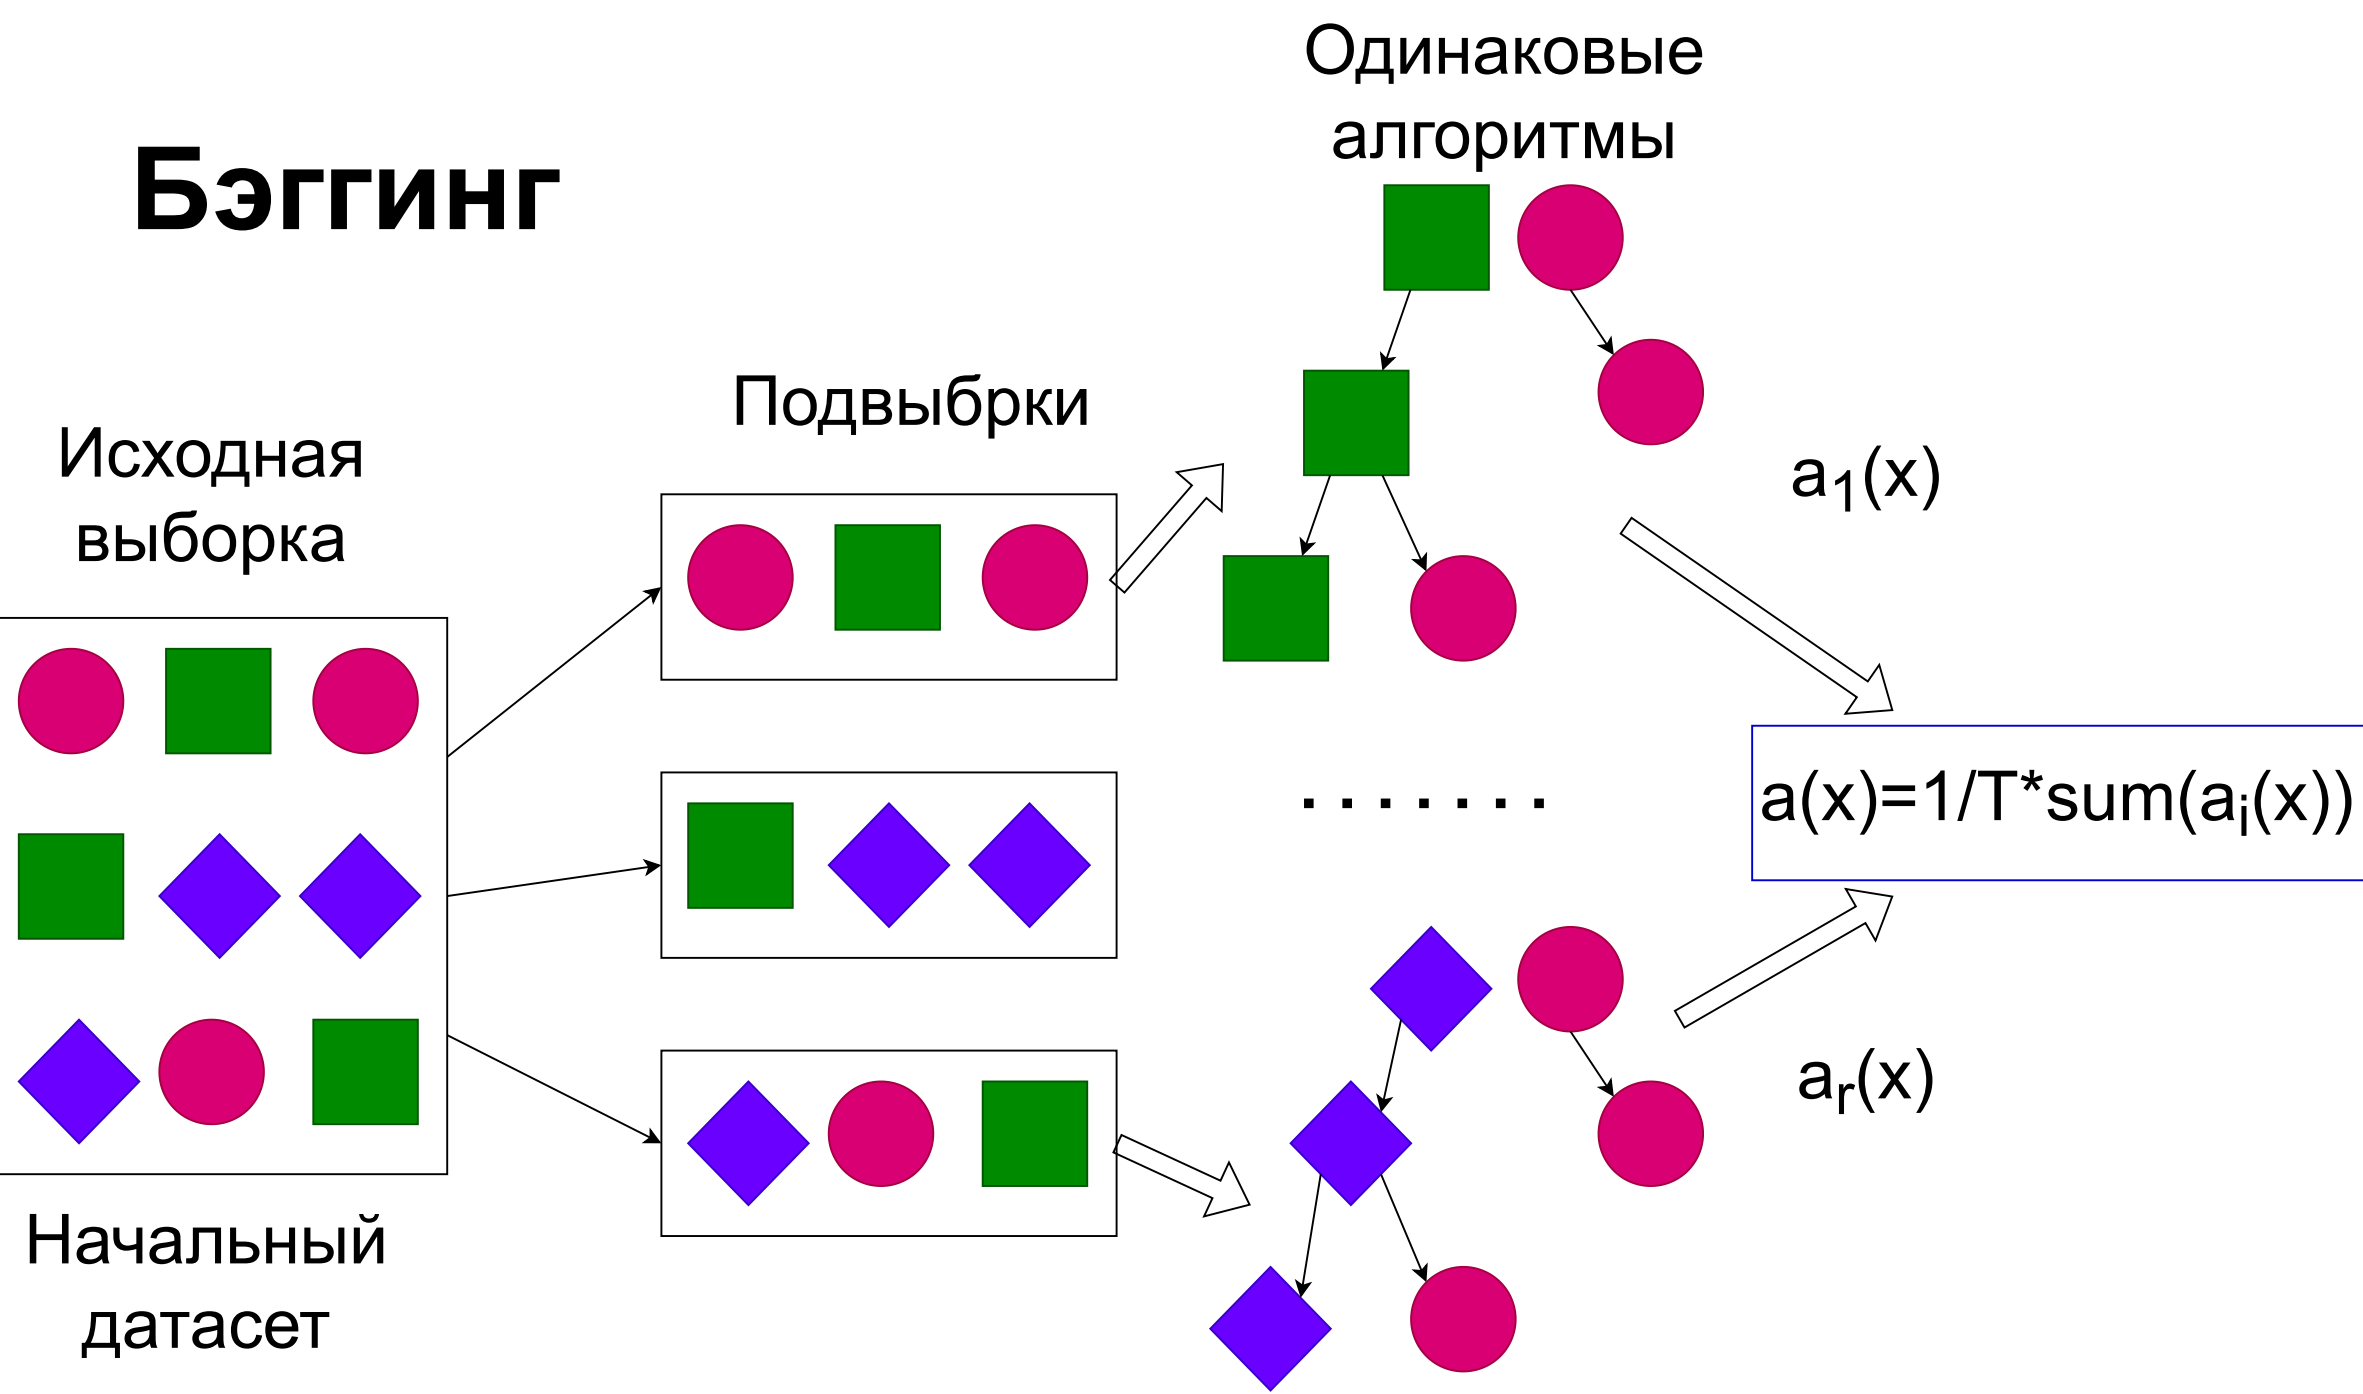 Бэггинг
Исходная
выборка
Начальный
датасет
Подвыбрки
Одинаковые
алгоритмы
a₁(x)
.......
aᵣ(x)
a(x)=1/T*sum(aᵢ(x))